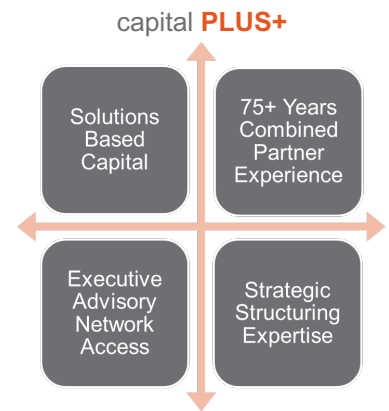 capital PLUS+
Solutions
Based
Capital
75+ Years
Combined
Partner
Experience
Executive
Advisory
Network
Access
Strategic
Structuring
Expertise